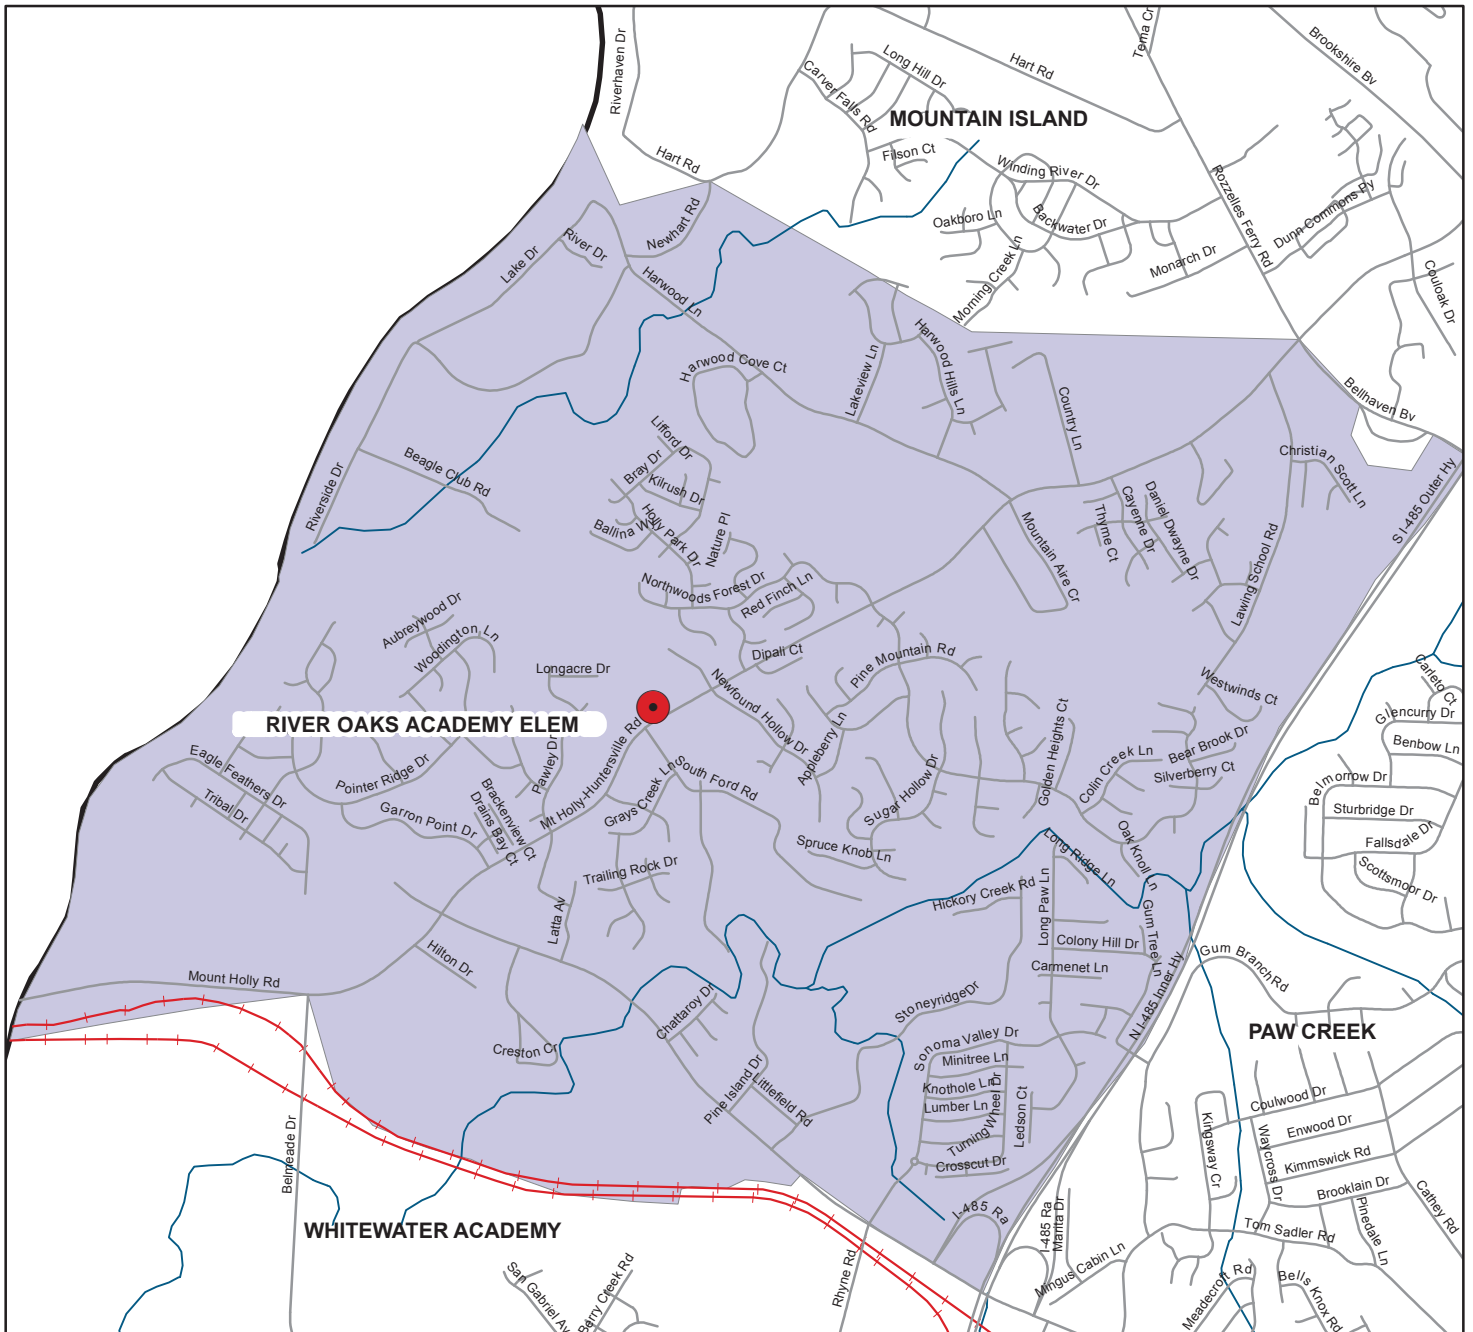 Riverhaven Dr
Hart Rd
Tema Cr
Brookshire Bv
Long Hill Dr
Carver Falls Rd
MOUNTAIN ISLAND
Filson Ct
Hart Rd
Winding River Dr
Rozzelles Ferry Rd
Dunn Commons Py
Newhart Rd
Oakboro Ln
Backwater Dr
River Dr
Lake Dr
Monarch Dr
Morning Creek Ln
Couloak Dr
Harwood Ln
Harwood Cove Ct
Lakeview Ln
Harwood Hills Ln
Country Ln
Bellhaven Bv
Lifford Dr
Bray Dr
Kilrush Dr
Beagle Club Rd
Riverside Dr
Christian Scott Ln
S I-485 Outer Hy
Ballina Wy
Holly Park Dr
Nature Pl
Mountain Aire Cr
Thyme Ct
Cayenne Dr
Daniel Dwayne Dr
Lawing School Rd
Northwoods Forest Dr
Red Finch Ln
Aubreywood Dr
Woodington Ln
Dipali Ct
Pine Mountain Rd
Longacre Dr
Westwinds Ct
Carleto Ct
RIVER OAKS ACADEMY ELEM
Newfound Hollow Dr
Appleberry Ln
Golden Heights Ct
Glencurry Dr
Benbow Ln
Eagle Feathers Dr
Tribal Dr
Pointer Ridge Dr
Pawley Dr
Mt Holly-Huntersville Rd
South Ford Rd
Colin Creek Ln
Bear Brook Dr
Silverberry Ct
Belmorrow Dr
Sturbridge Dr
Fallsdale Dr
Scottsmoor Dr
Garron Point Dr
Brackenview Ct
Drains Bay Ct
Grays Creek Ln
Sugar Hollow Dr
Spruce Knob Ln
Trailing Rock Dr
Long Ridge Ln
Oak Knoll Ln
Hickory Creek Rd
Long Paw Ln
Gum Tree Ln
Latta Av
Hilton Dr
Colony Hill Dr
Carmenet Ln
Gum Branch Rd
Mount Holly Rd
N I-485 Inner Hy
Stoneyridge Dr
Chattaroy Dr
Creston Cr
Sonoma Valley Dr
Minitree Ln
Knothole Ln
Lumber Ln
Turning Wheel Dr
Ledson Ct
Crosscut Dr
PAW CREEK
Pine Island Dr
Littlefield Rd
Coulwood Dr
Enwood Dr
Kimmswick Rd
Brooklain Dr
Kingsway Cr
Waycross Dr
Belmeade Dr
Cathey Rd
Pinedale Ln
Tom Sadler Rd
WHITEWATER ACADEMY
I-485 Ra
I-485 Ra
Marita Dr
Mingus Cabin Ln
Rhyne Rd
San Gabriel Av
Berry Creek Rd
Meadecroft Rd
Bells Knox Rd